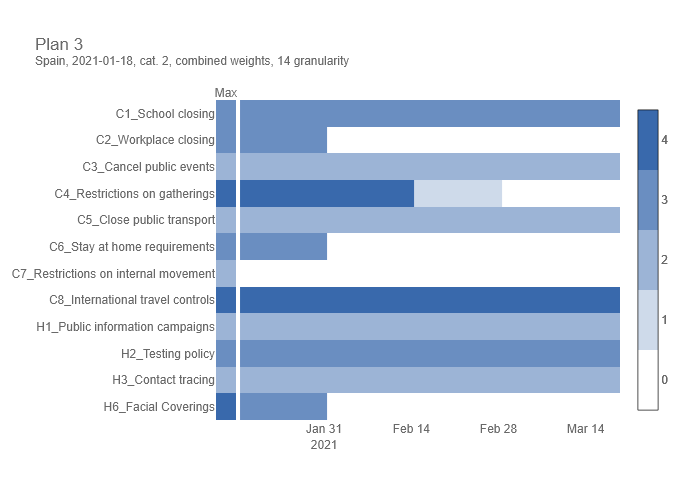 Plan 3
Spain, 2021-01-18, cat. 2, combined weights, 14 granularity
Max
C1_School closing
C2_Workplace closing
C3_Cancel public events
C4_Restrictions on gatherings
C5_Close public transport
C6_Stay at home requirements
C7_Restrictions on internal movement
C8_International travel controls
H1_Public information campaigns
H2_Testing policy
H3_Contact tracing
H6_Facial Coverings
Jan 31
2021
Feb 14
Feb 28
Mar 14
4
3
2
1
0